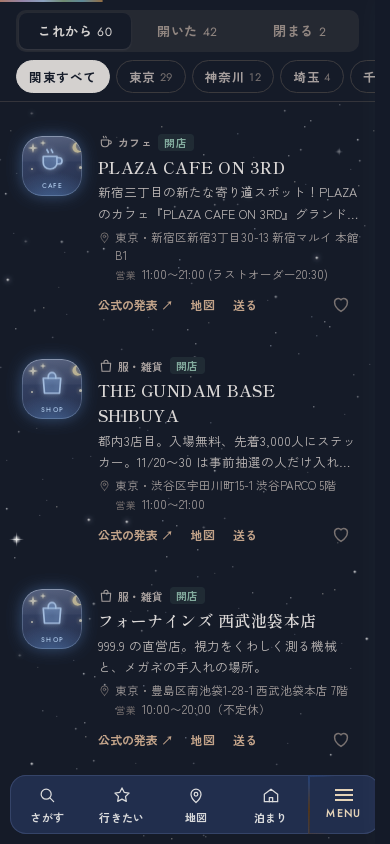 これから 60 開いた 42 閉まる 2
関東すべて 東京 29 神奈川 12 埼玉 4 千
カフェ 開店
CAFE
PLAZA CAFE ON 3RD
新宿三丁目の新たな寄り道スポット！PLAZA
のカフェ『PLAZA CAFE ON 3RD』グランド…
東京・新宿区新宿3丁目30-13 新宿マルイ 本館
B1
営業 11:00〜21:00 (ラストオーダー20:30)
公式の発表 ↗ 地図 送る
服・雑貨 開店
SHOP
THE GUNDAM BASE
SHIBUYA
都内3店目。入場無料、先着3,000人にステッ
カー。11/20〜30 は事前抽選の人だけ入れ…
東京・渋谷区宇田川町15-1 渋谷PARCO 5階
営業 11:00〜21:00
公式の発表 ↗ 地図 送る
服・雑貨 開店
SHOP
フォーナインズ 西武池袋本店
999.9 の直営店。視力をくわしく測る機械
と、メガネの手入れの場所。
東京・豊島区南池袋1-28-1 西武池袋本店 7階
営業 10:00〜20:00（不定休）
公式の発表 ↗ 地図 送る
さがす 行きたい 地図 泊まり MENU